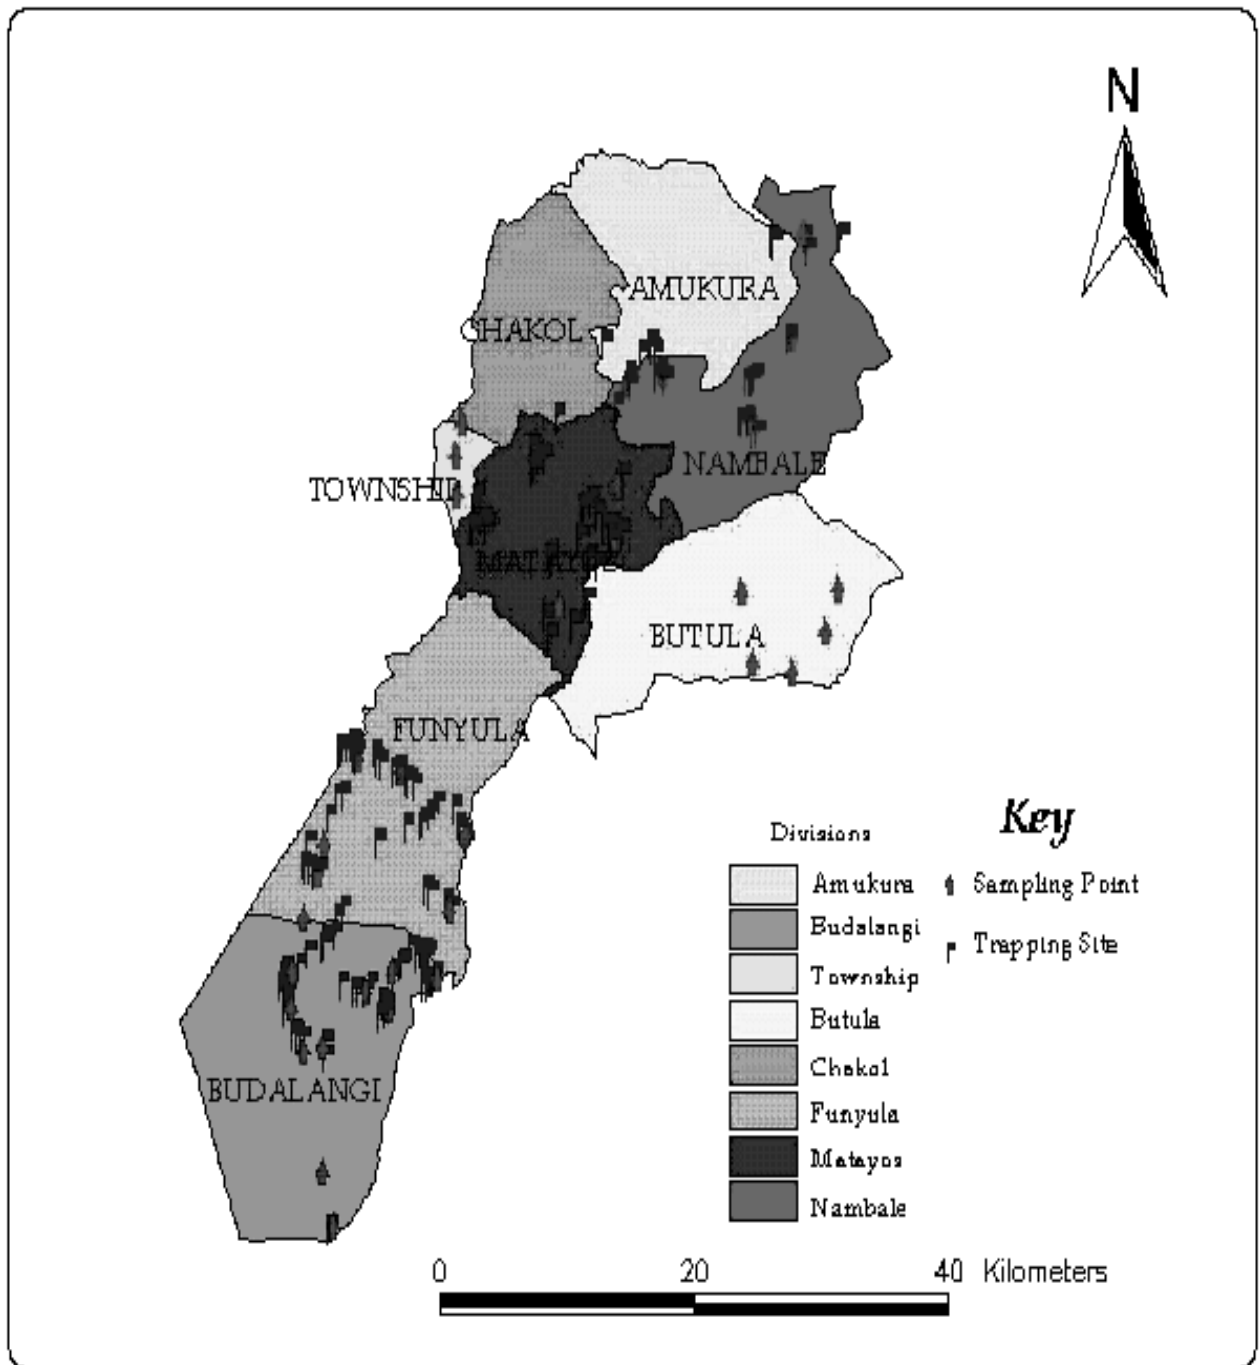 N
AMUKURA
CHAKOL
NAMBALE
TOWNSHIP
MATAYOS
BUTULA
FUNYULA
Key
Divisions
Amukura
Sampling Point
Budalangi
Trapping Site
Township
Butula
Chakol
Funyula
Matayos
Nambale
BUDALANGI
0 20 40 Kilometers